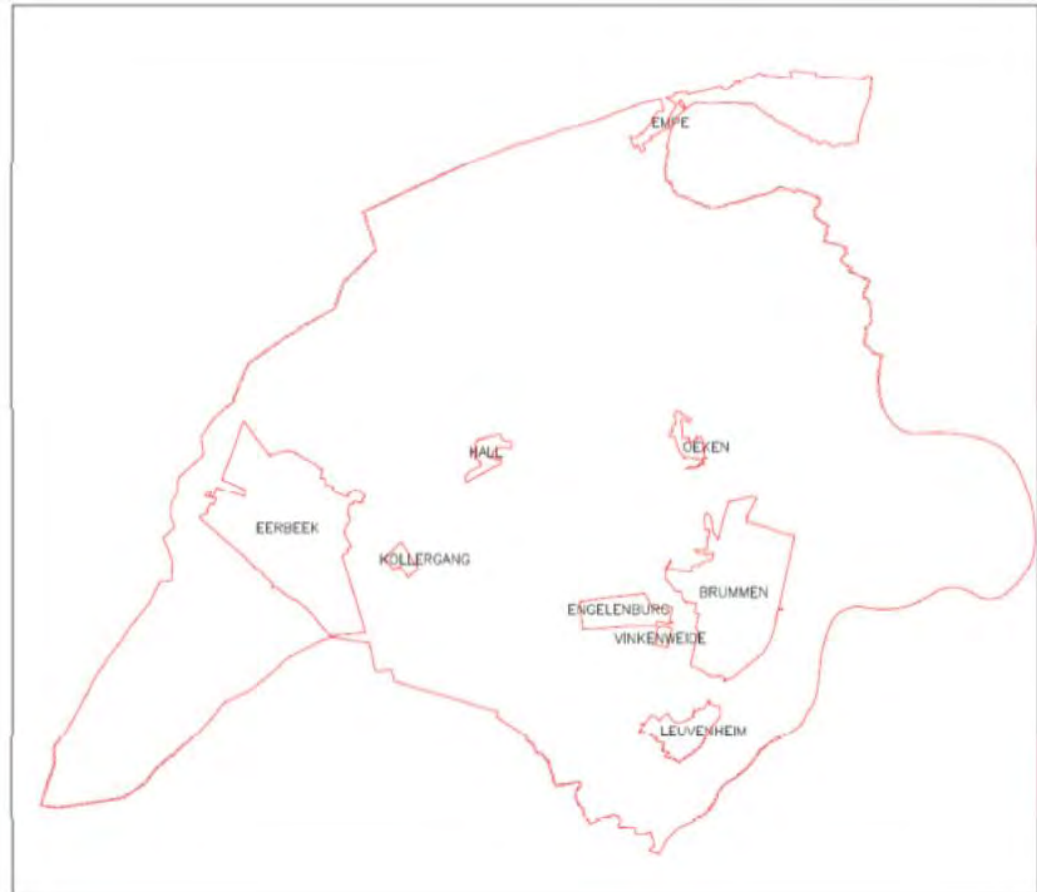 EMPE
HALL
OEKEN
EERBEEK
KOLLERGANG
BRUMMEN
ENGELENBURG
VINKENWEIDE
LEUVENHEIM